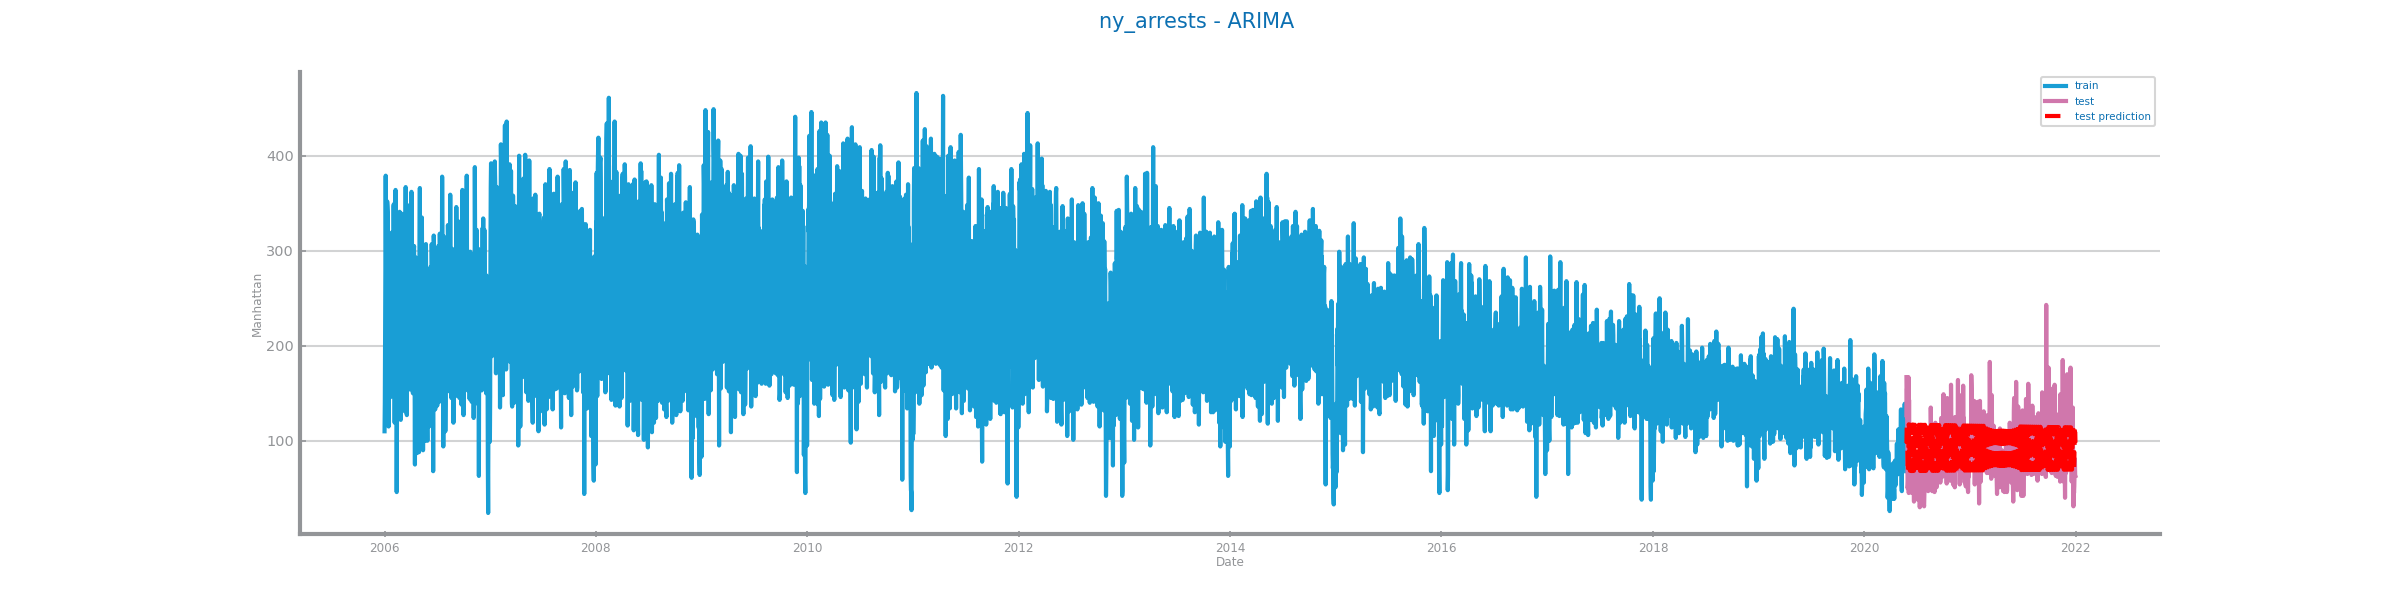 ny_arrests - ARIMA
train
test
test prediction
400
300
200
100
Manhattan
2006 2008 2010 2012 2014 2016 2018 2020 2022
Date